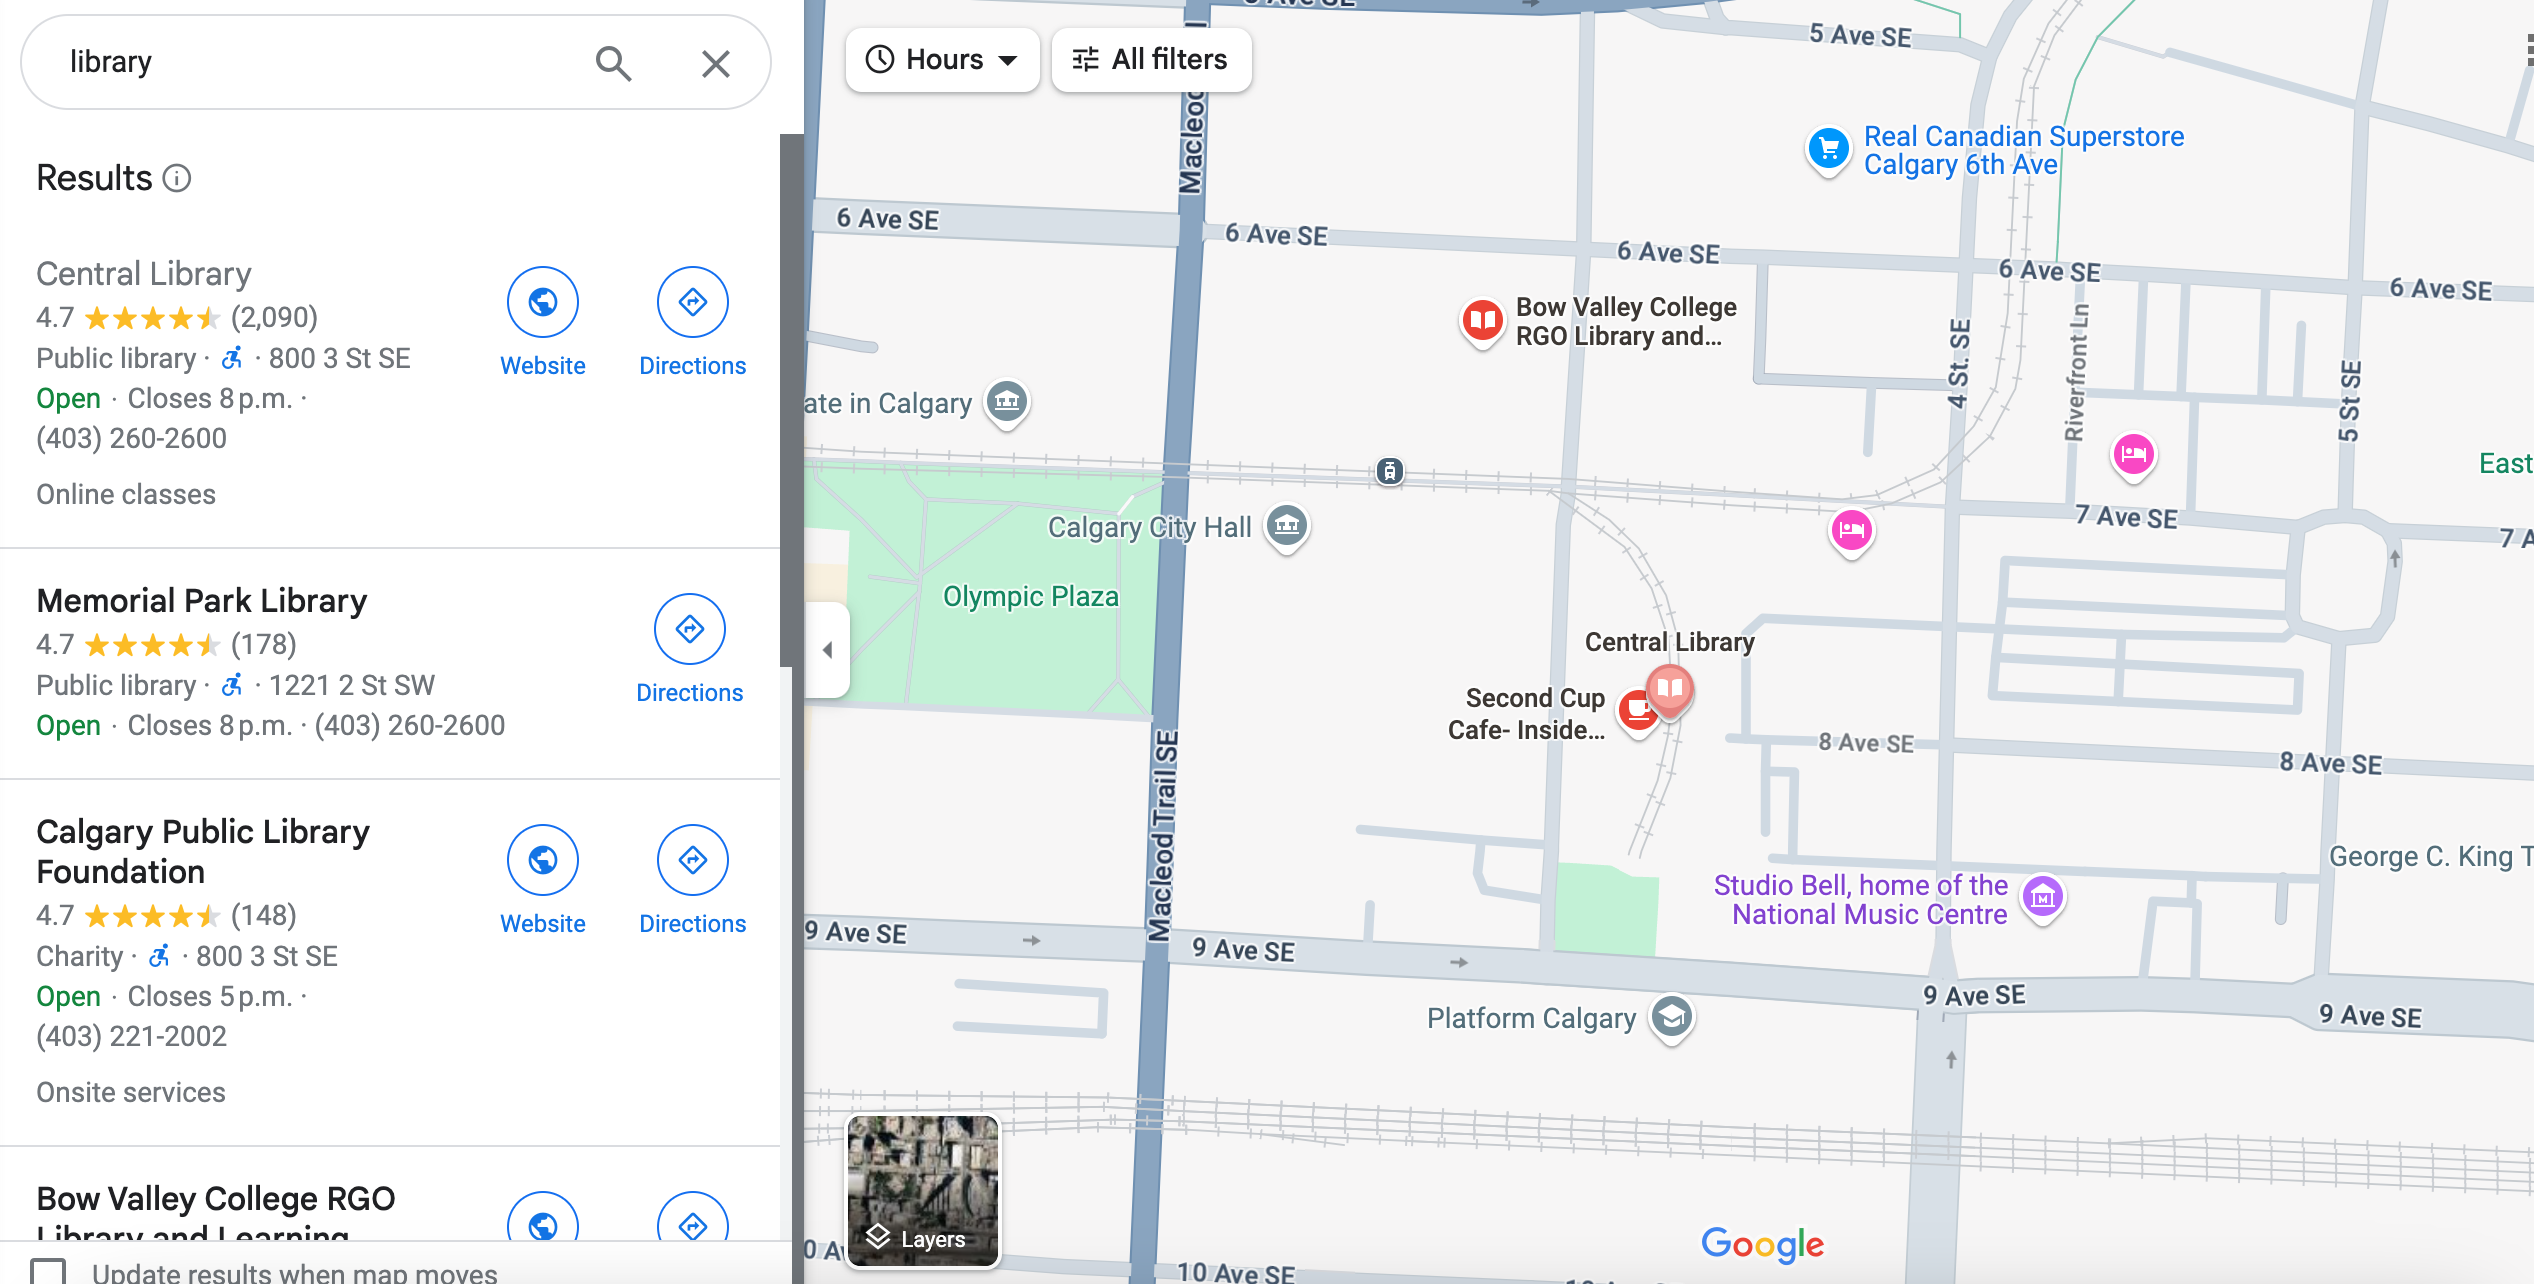 library
Results
Central Library
4.7 (2,090)
Public library · · 800 3 St SE
Open · Closes 8 p.m. ·
(403) 260-2600
Online classes
Website
Directions
Memorial Park Library
4.7 (178)
Public library · · 1221 2 St SW
Open · Closes 8 p.m. · (403) 260-2600
Directions
Calgary Public Library
Foundation
4.7 (148)
Charity · · 800 3 St SE
Open · Closes 5 p.m. ·
(403) 221-2002
Onsite services
Website
Directions
Bow Valley College RGO
Library and Learning
Update results when map moves
Hours
All filters
5 Ave SE
Real Canadian Superstore
Calgary 6th Ave
6 Ave SE
6 Ave SE
6 Ave SE
6 Ave SE
6 Ave SE
Bow Valley College
RGO Library and...
4 St. SE
Riverfront Ln
5 St SE
ate in Calgary
East
Calgary City Hall
7 Ave SE
7 A
Olympic Plaza
Central Library
Second Cup
Cafe- Inside...
8 Ave SE
8 Ave SE
Macleod Trail SE
George C. King T
Studio Bell, home of the
National Music Centre
9 Ave SE
9 Ave SE
9 Ave SE
9 Ave SE
Platform Calgary
Layers
Google
10 Ave SE